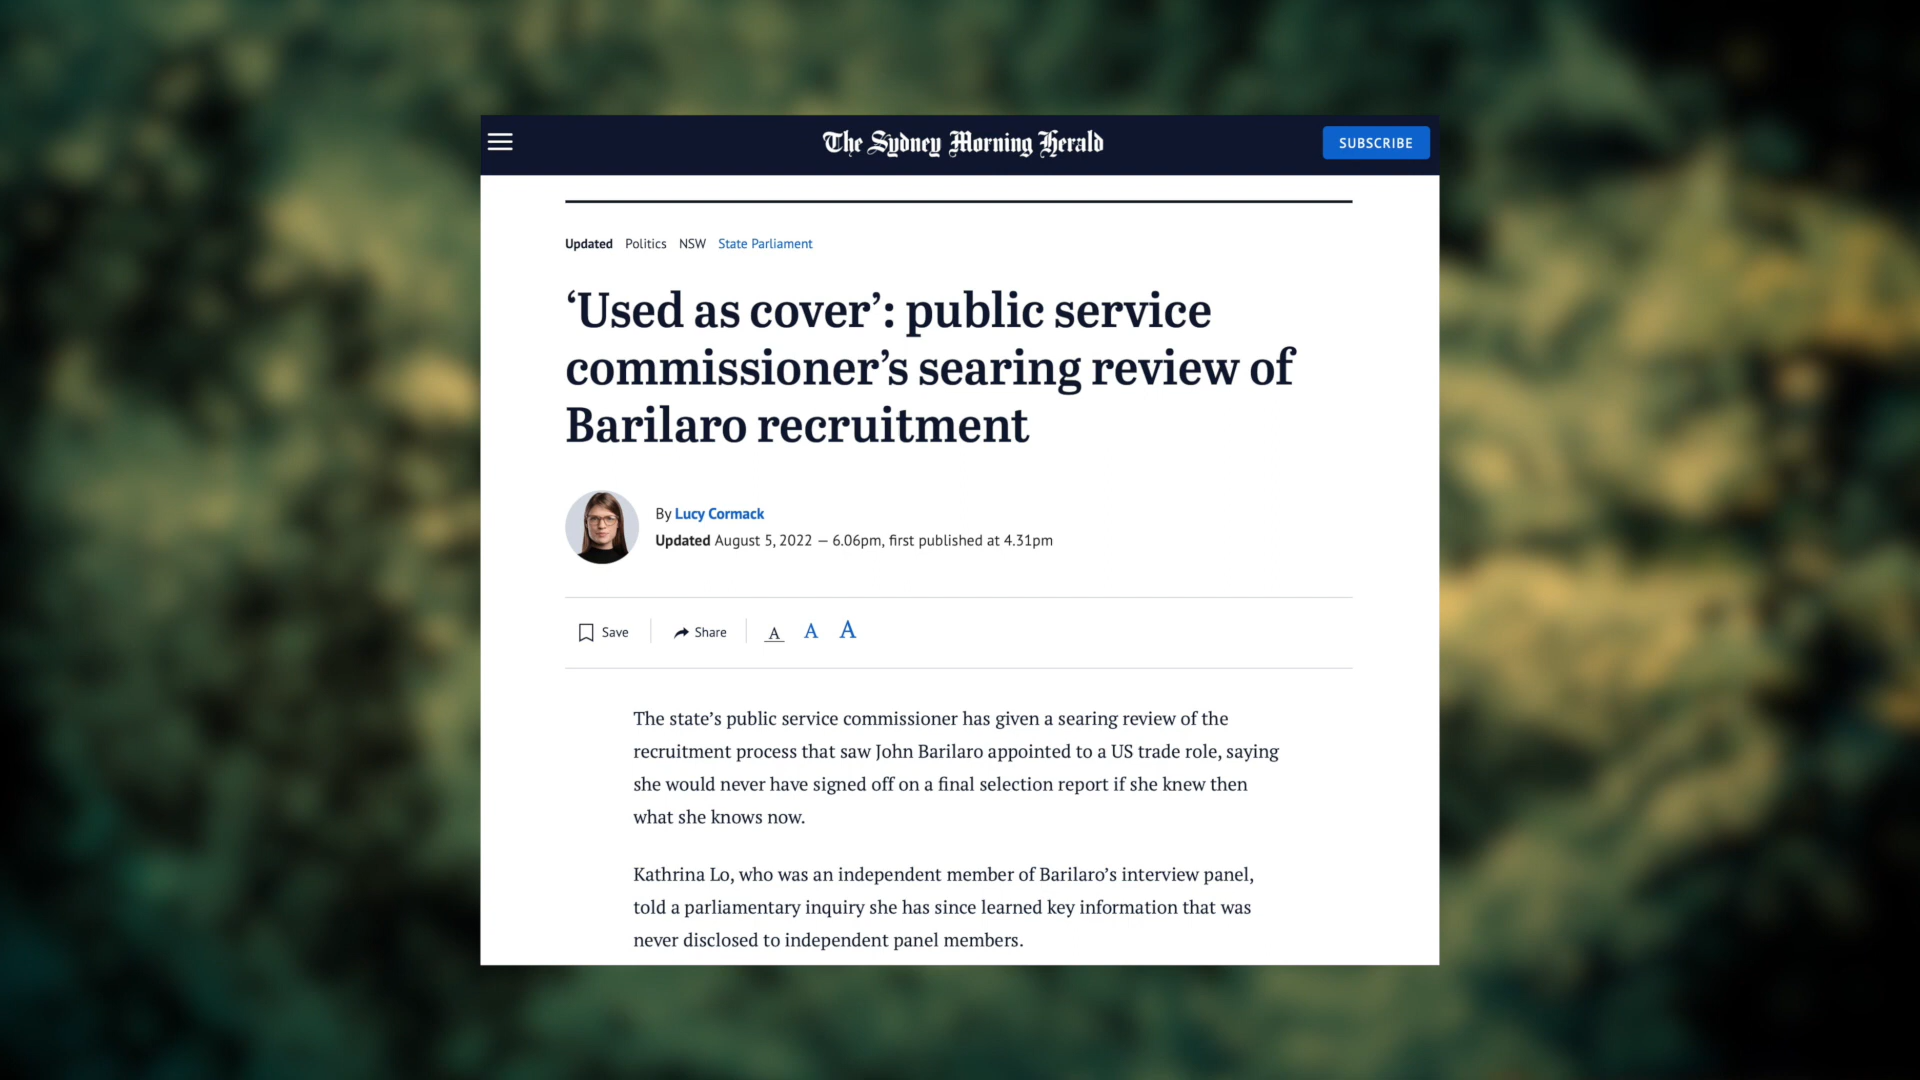 The Sydney Morning Herald
SUBSCRIBE
Updated Politics NSW State Parliament
‘Used as cover’: public service
commissioner’s searing review of
Barilaro recruitment
By Lucy Cormack
Updated August 5, 2022 — 6.06pm, first published at 4.31pm
Save Share A A A
The state’s public service commissioner has given a searing review of the
recruitment process that saw John Barilaro appointed to a US trade role, saying
she would never have signed off on a final selection report if she knew then
what she knows now.
Kathrina Lo, who was an independent member of Barilaro’s interview panel,
told a parliamentary inquiry she has since learned key information that was
never disclosed to independent panel members.